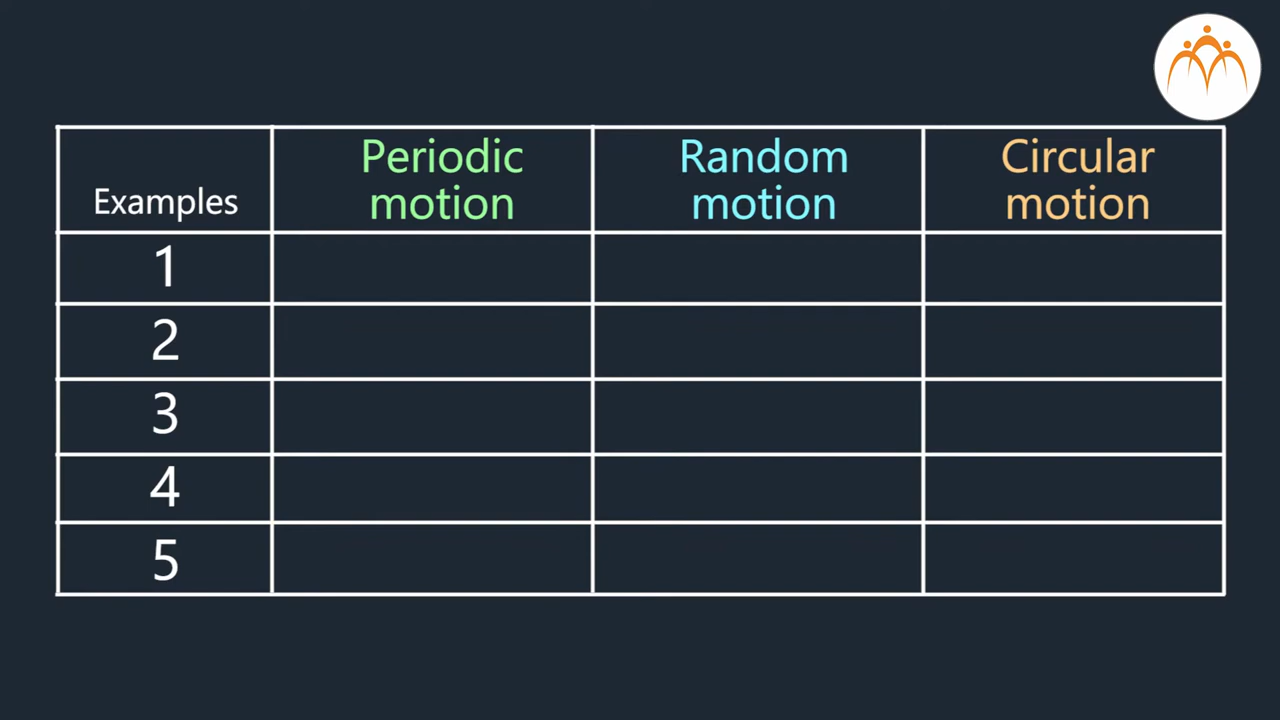 Examples
Periodic
motion
Random
motion
Circular
motion
1
2
3
4
5